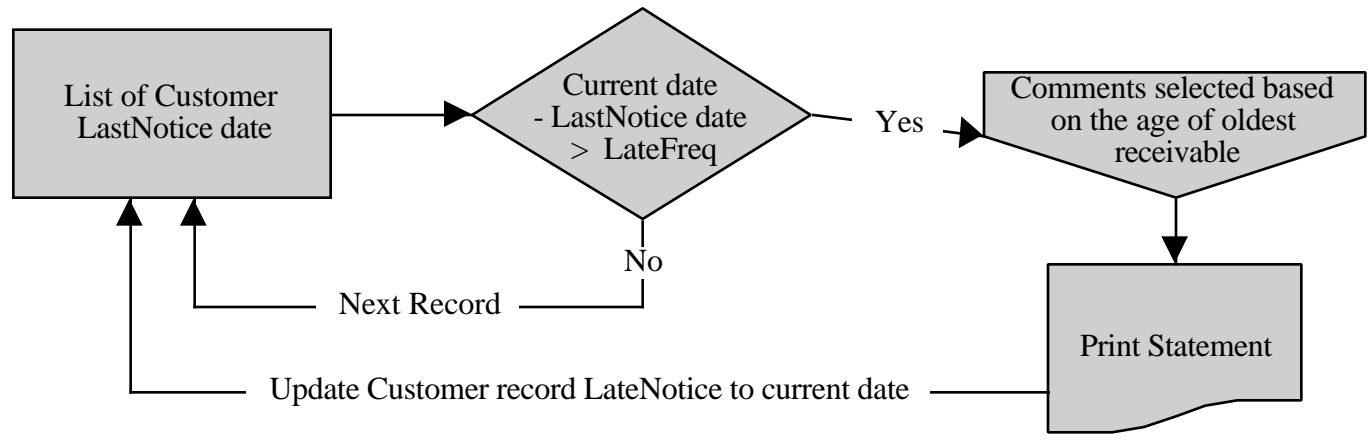 List of Customer
LastNotice date
Current date
- LastNotice date
> LateFreq
Yes
Comments selected based
on the age of oldest
receivable
No
Next Record
Print Statement
Update Customer record LateNotice to current date